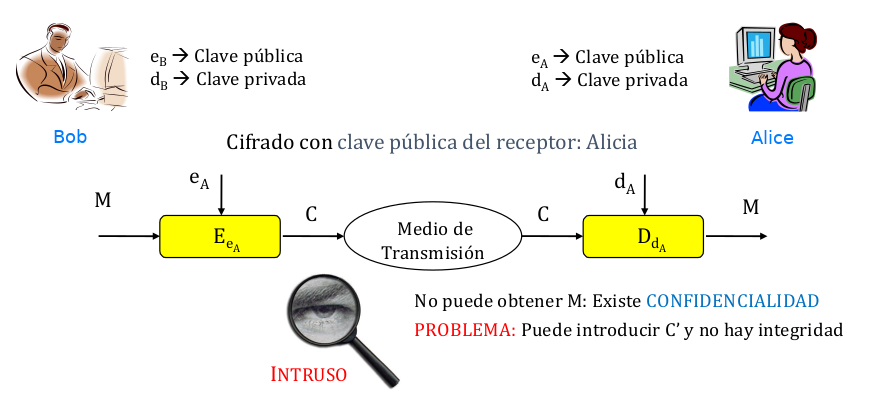 e_B → Clave pública
d_B → Clave privada
e_A → Clave pública
d_A → Clave privada
Bob
Alice
Cifrado con clave pública del receptor: Alicia
M
e_A
E_{e_A}
C
Medio de
Transmisión
C
d_A
D_{d_A}
M
No puede obtener M: Existe CONFIDENCIALIDAD
PROBLEMA: Puede introducir C’ y no hay integridad
INTRUSO